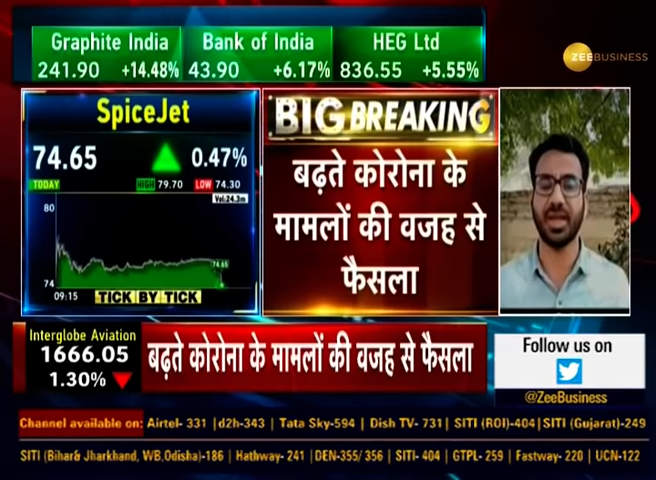 Graphite India Bank of India HEG Ltd
241.90 +14.48% 43.90 +6.17% 836.55 +5.55%
ZEE BUSINESS
SpiceJet
74.65 0.47%
TODAY HIGH 79.70 LOW 74.30
Vol:24.3m
80
74.65
74
09:15 TICK BY TICK
BIG BREAKING
बढ़ते कोरोना के
मामलों की वजह से
फैसला
Interglobe Aviation
1666.05
1.30%
बढ़ते कोरोना के मामलों की वजह से फैसला
Follow us on
@ZeeBusiness
Channel available on: Airtel- 331 | d2h-343 | Tata Sky-594 | Dish TV- 731 | SITI (ROI)-404 | SITI (Gujarat)-249
SITI (Bihar& Jharkhand, WB,Odisha)-186 | Hathway- 241 | DEN-355/ 356 | SITI- 404 | GTPL- 259 | Fastway- 220 | UCN-122